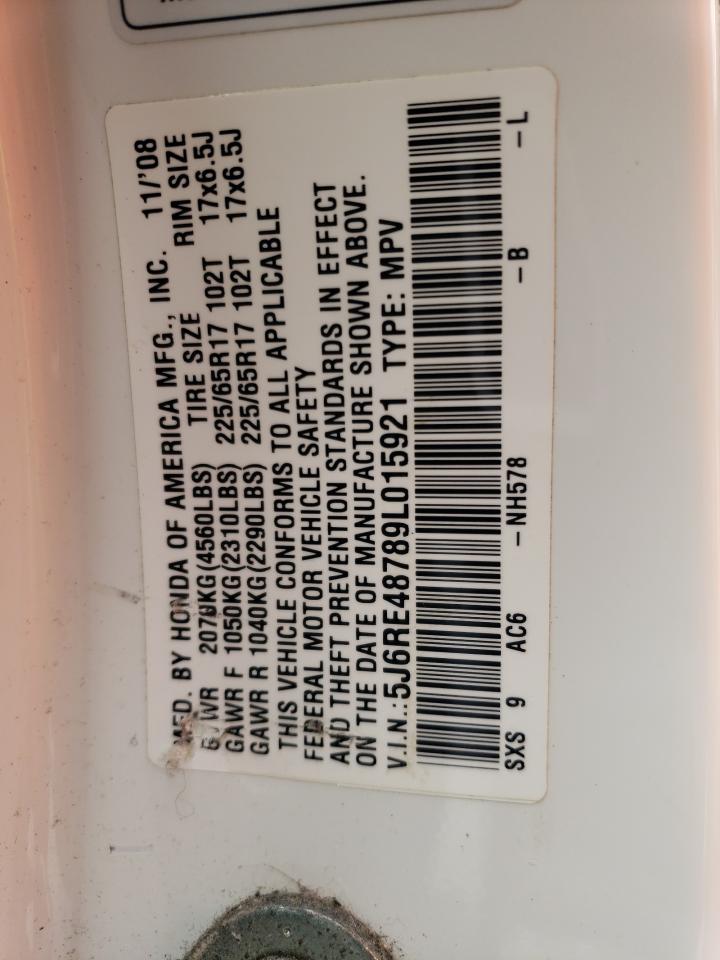 MFD. BY HONDA OF AMERICA MFG., INC. 11/'08
GVWR 2070KG(4560LBS) TIRE SIZE RIM SIZE
GAWR F 1050KG(2310LBS) 225/65R17 102T 17x6.5J
GAWR R 1040KG(2290LBS) 225/65R17 102T 17x6.5J
THIS VEHICLE CONFORMS TO ALL APPLICABLE
FEDERAL MOTOR VEHICLE SAFETY
AND THEFT PREVENTION STANDARDS IN EFFECT
ON THE DATE OF MANUFACTURE SHOWN ABOVE.
V.I.N.:5J6RE48789L015921 TYPE: MPV
SXS 9 AC6 -NH578 -B -L